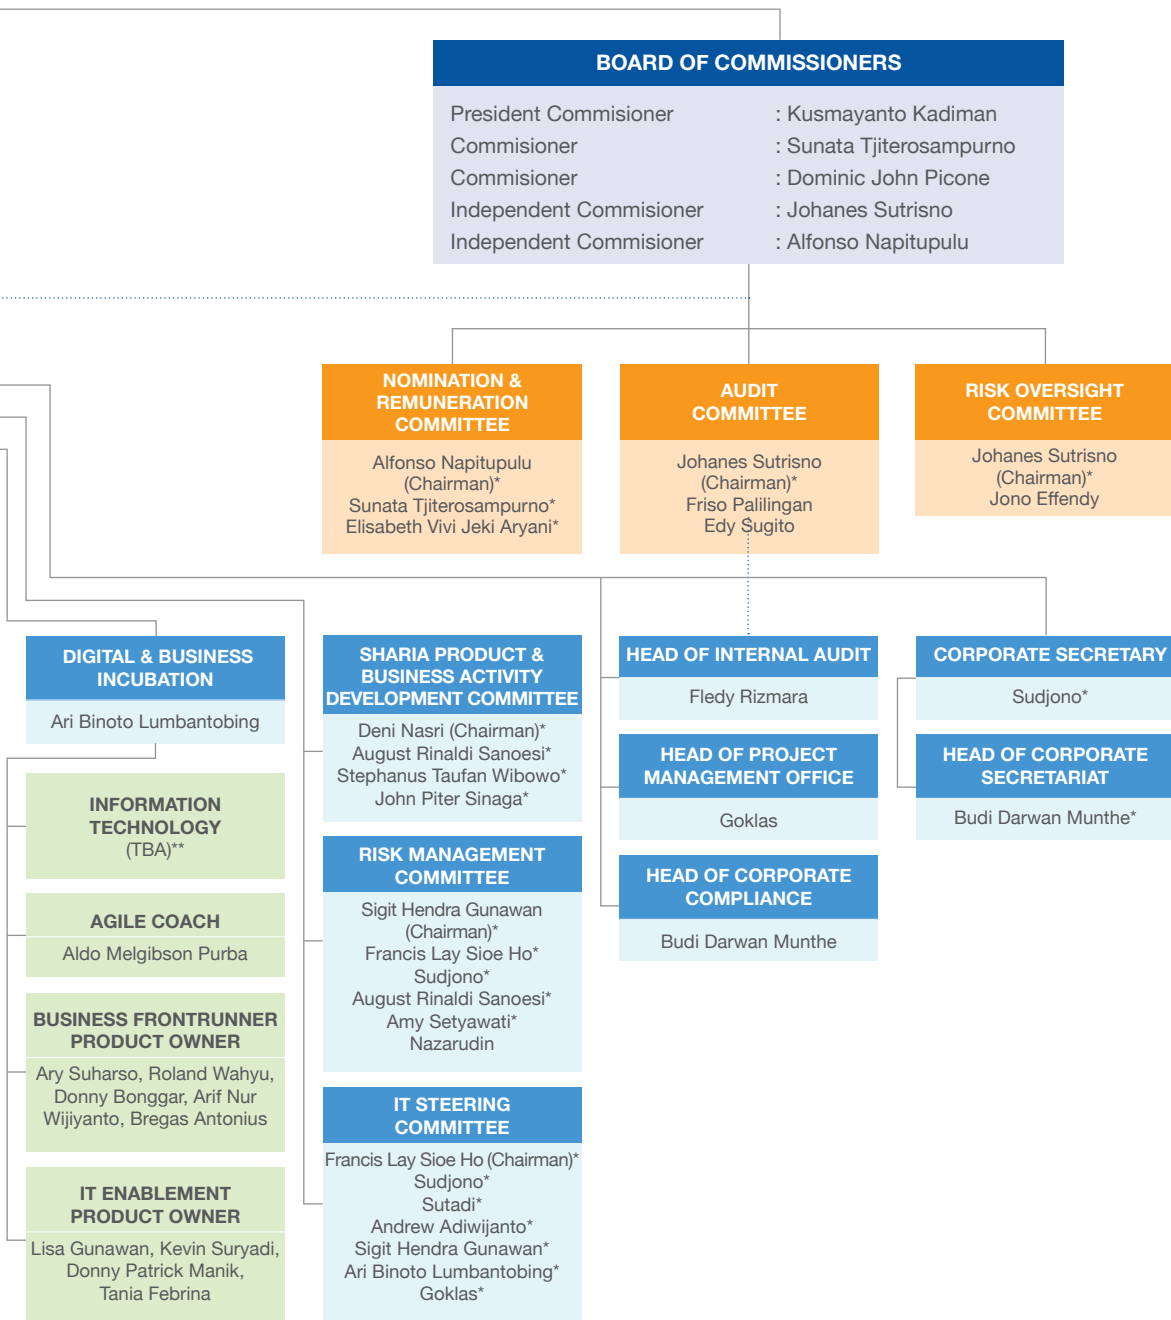 BOARD OF COMMISSIONERS
President Commisioner : Kusmayanto Kadiman
Commisioner : Sunata Tjiterosampurno
Commisioner : Dominic John Picone
Independent Commisioner : Johanes Sutrisno
Independent Commisioner : Alfonso Napitupulu
NOMINATION &
REMUNERATION
COMMITTEE
Alfonso Napitupulu
(Chairman)*
Sunata Tjiterosampurno*
Elisabeth Vivi Jeki Aryani*
AUDIT
COMMITTEE
Johanes Sutrisno
(Chairman)*
Friso Palilingan
Edy Sugito
RISK OVERSIGHT
COMMITTEE
Johanes Sutrisno
(Chairman)*
Jono Effendy
DIGITAL & BUSINESS
INCUBATION
Ari Binoto Lumbantobing
INFORMATION
TECHNOLOGY
(TBA)**
AGILE COACH
Aldo Melgibson Purba
BUSINESS FRONTRUNNER
PRODUCT OWNER
Ary Suharso, Roland Wahyu,
Donny Bonggar, Arif Nur
Wijiyanto, Bregas Antonius
IT ENABLEMENT
PRODUCT OWNER
Lisa Gunawan, Kevin Suryadi,
Donny Patrick Manik,
Tania Febrina
SHARIA PRODUCT &
BUSINESS ACTIVITY
DEVELOPMENT COMMITTEE
Deni Nasri (Chairman)*
August Rinaldi Sanoesi*
Stephanus Taufan Wibowo*
John Piter Sinaga*
RISK MANAGEMENT
COMMITTEE
Sigit Hendra Gunawan
(Chairman)*
Francis Lay Sioe Ho*
Sudjono*
August Rinaldi Sanoesi*
Amy Setyawati*
Nazarudin
IT STEERING
COMMITTEE
Francis Lay Sioe Ho (Chairman)*
Sudjono*
Sutadi*
Andrew Adiwijanto*
Sigit Hendra Gunawan*
Ari Binoto Lumbantobing*
Goklas*
HEAD OF INTERNAL AUDIT
Fledy Rizmara
HEAD OF PROJECT
MANAGEMENT OFFICE
Goklas
HEAD OF CORPORATE
COMPLIANCE
Budi Darwan Munthe
CORPORATE SECRETARY
Sudjono*
HEAD OF CORPORATE
SECRETARIAT
Budi Darwan Munthe*